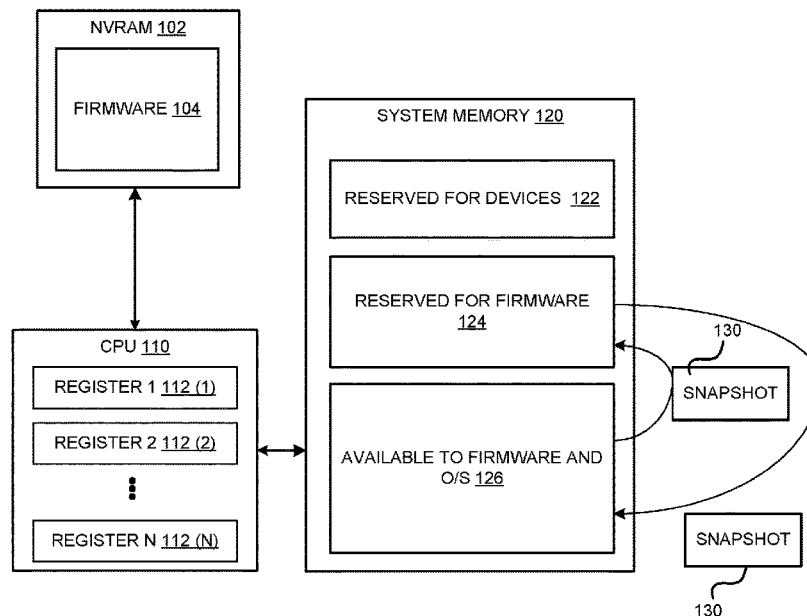 NVRAM 102
FIRMWARE 104
SYSTEM MEMORY 120
RESERVED FOR DEVICES 122
RESERVED FOR FIRMWARE
124
AVAILABLE TO FIRMWARE AND
O/S 126
CPU 110
REGISTER 1 112 (1)
REGISTER 2 112 (2)
REGISTER N 112 (N)
130
SNAPSHOT
SNAPSHOT
130